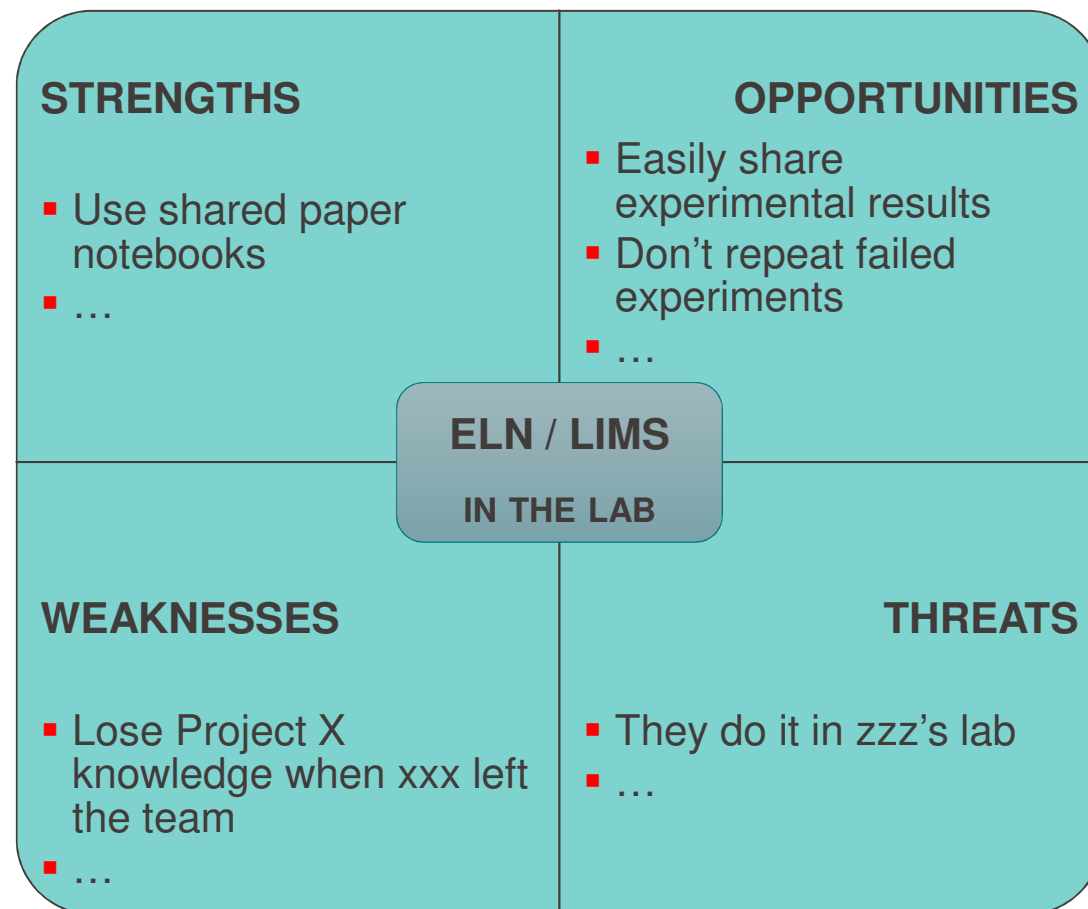 STRENGTHS
▪ Use shared paper
notebooks
▪ …
OPPORTUNITIES
▪ Easily share
experimental results
▪ Don’t repeat failed
experiments
▪ …
ELN / LIMS
IN THE LAB
WEAKNESSES
▪ Lose Project X
knowledge when xxx left
the team
▪ …
THREATS
▪ They do it in zzz’s lab
▪ …